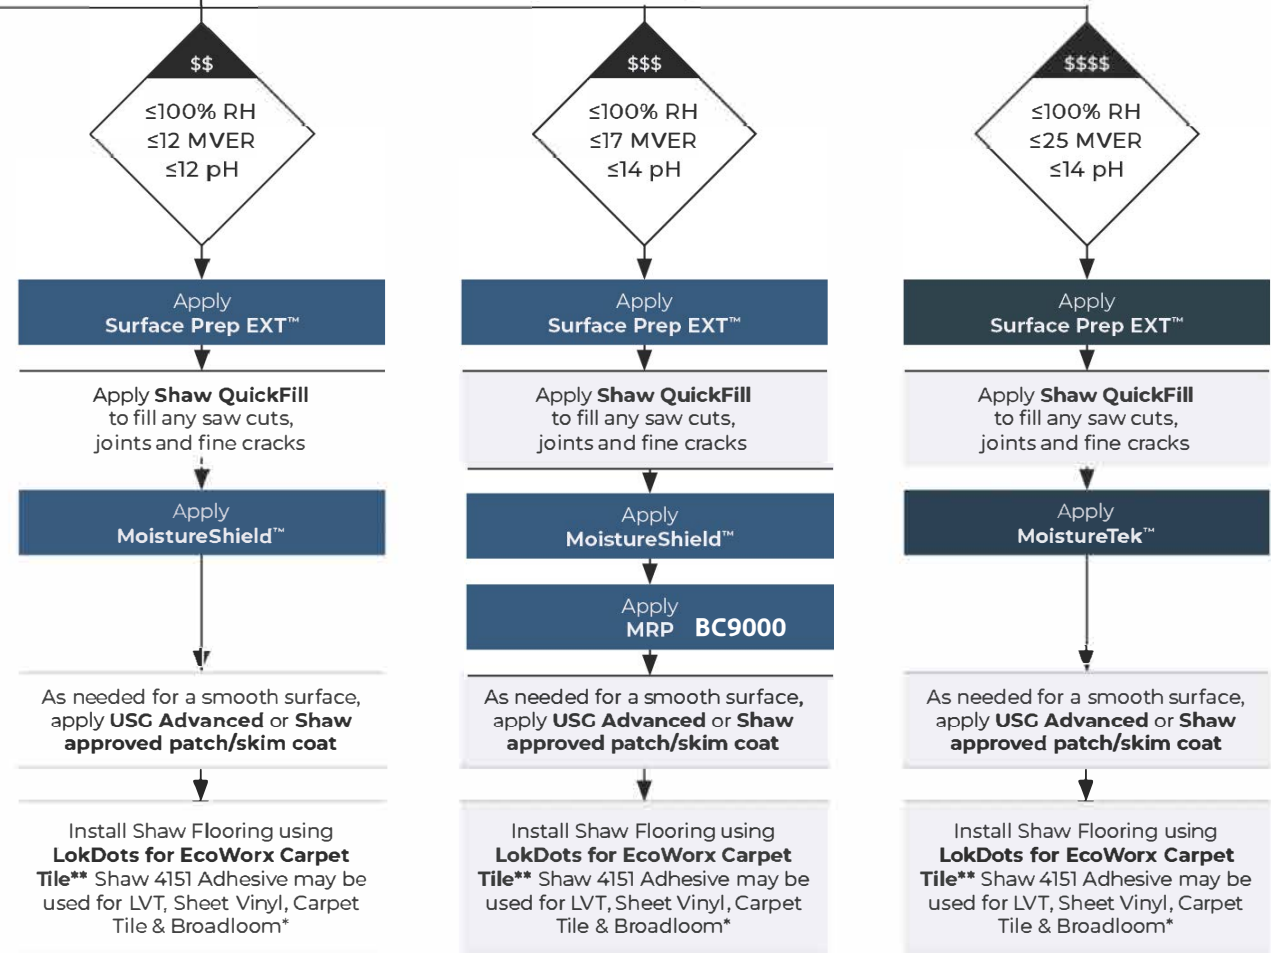 $$
≤100% RH
≤12 MVER
≤12 pH
Apply
Surface Prep EXT™
Apply Shaw QuickFill
to fill any saw cuts,
joints and fine cracks
Apply
MoistureShield™
As needed for a smooth surface,
apply USG Advanced or Shaw
approved patch/skim coat
Install Shaw Flooring using
LokDots for EcoWorx Carpet
Tile** Shaw 4151 Adhesive may be
used for LVT, Sheet Vinyl, Carpet
Tile & Broadloom*
$$$
≤100% RH
≤17 MVER
≤14 pH
Apply
Surface Prep EXT™
Apply Shaw QuickFill
to fill any saw cuts,
joints and fine cracks
Apply
MoistureShield™
Apply
MRP BC9000
As needed for a smooth surface,
apply USG Advanced or Shaw
approved patch/skim coat
Install Shaw Flooring using
LokDots for EcoWorx Carpet
Tile** Shaw 4151 Adhesive may be
used for LVT, Sheet Vinyl, Carpet
Tile & Broadloom*
$$$$
≤100% RH
≤25 MVER
≤14 pH
Apply
Surface Prep EXT™
Apply Shaw QuickFill
to fill any saw cuts,
joints and fine cracks
Apply
MoistureTek™
As needed for a smooth surface,
apply USG Advanced or Shaw
approved patch/skim coat
Install Shaw Flooring using
LokDots for EcoWorx Carpet
Tile** Shaw 4151 Adhesive may be
used for LVT, Sheet Vinyl, Carpet
Tile & Broadloom*